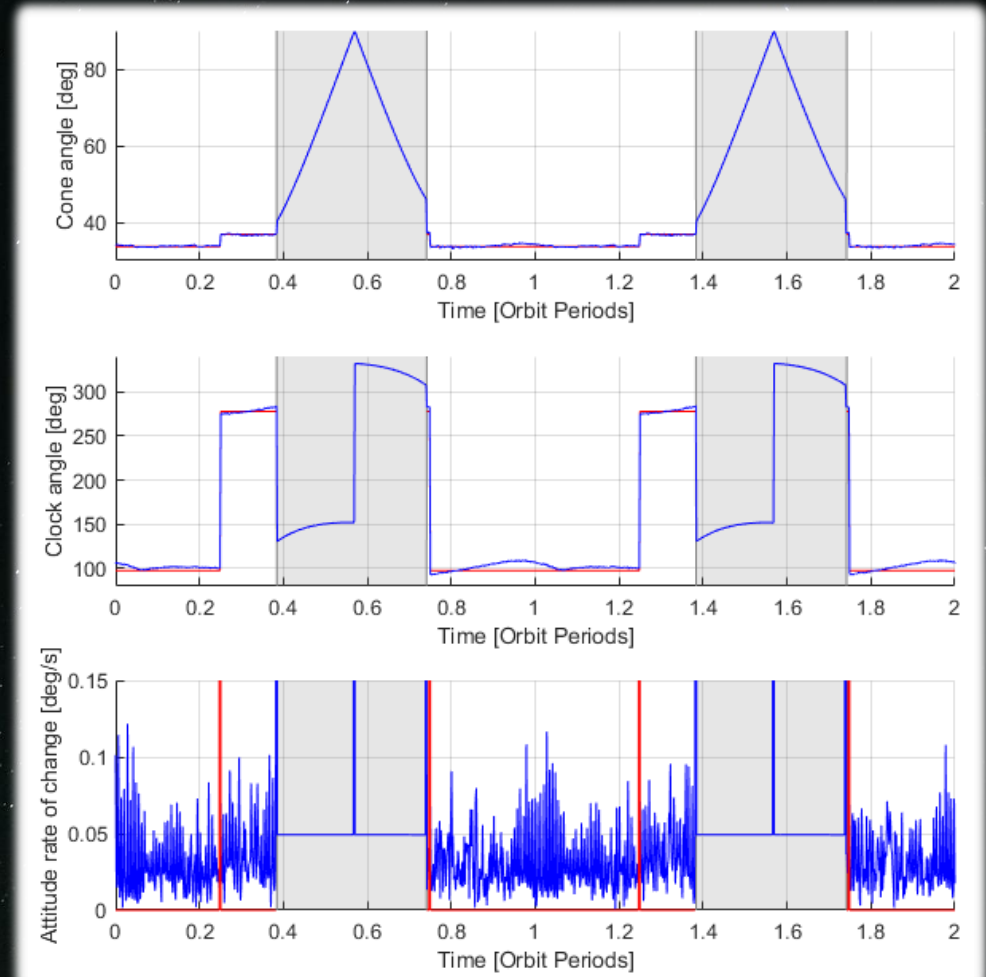 Cone angle [deg]
80
60
40
0 0.2 0.4 0.6 0.8 1 1.2 1.4 1.6 1.8 2
Time [Orbit Periods]
Clock angle [deg]
300
250
200
150
100
0 0.2 0.4 0.6 0.8 1 1.2 1.4 1.6 1.8 2
Time [Orbit Periods]
Attitude rate of change [deg/s]
0.15
0.1
0.05
0
0 0.2 0.4 0.6 0.8 1 1.2 1.4 1.6 1.8 2
Time [Orbit Periods]